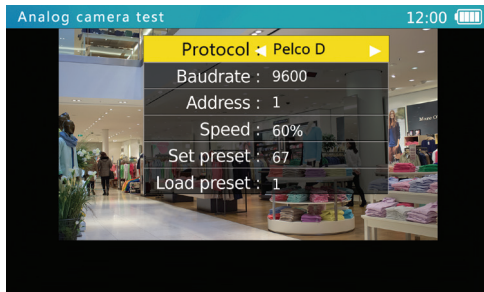 Analog camera test 12:00
Protocol : Pelco D
Baudrate : 9600
Address : 1
Speed : 60%
Set preset : 67
Load preset : 1